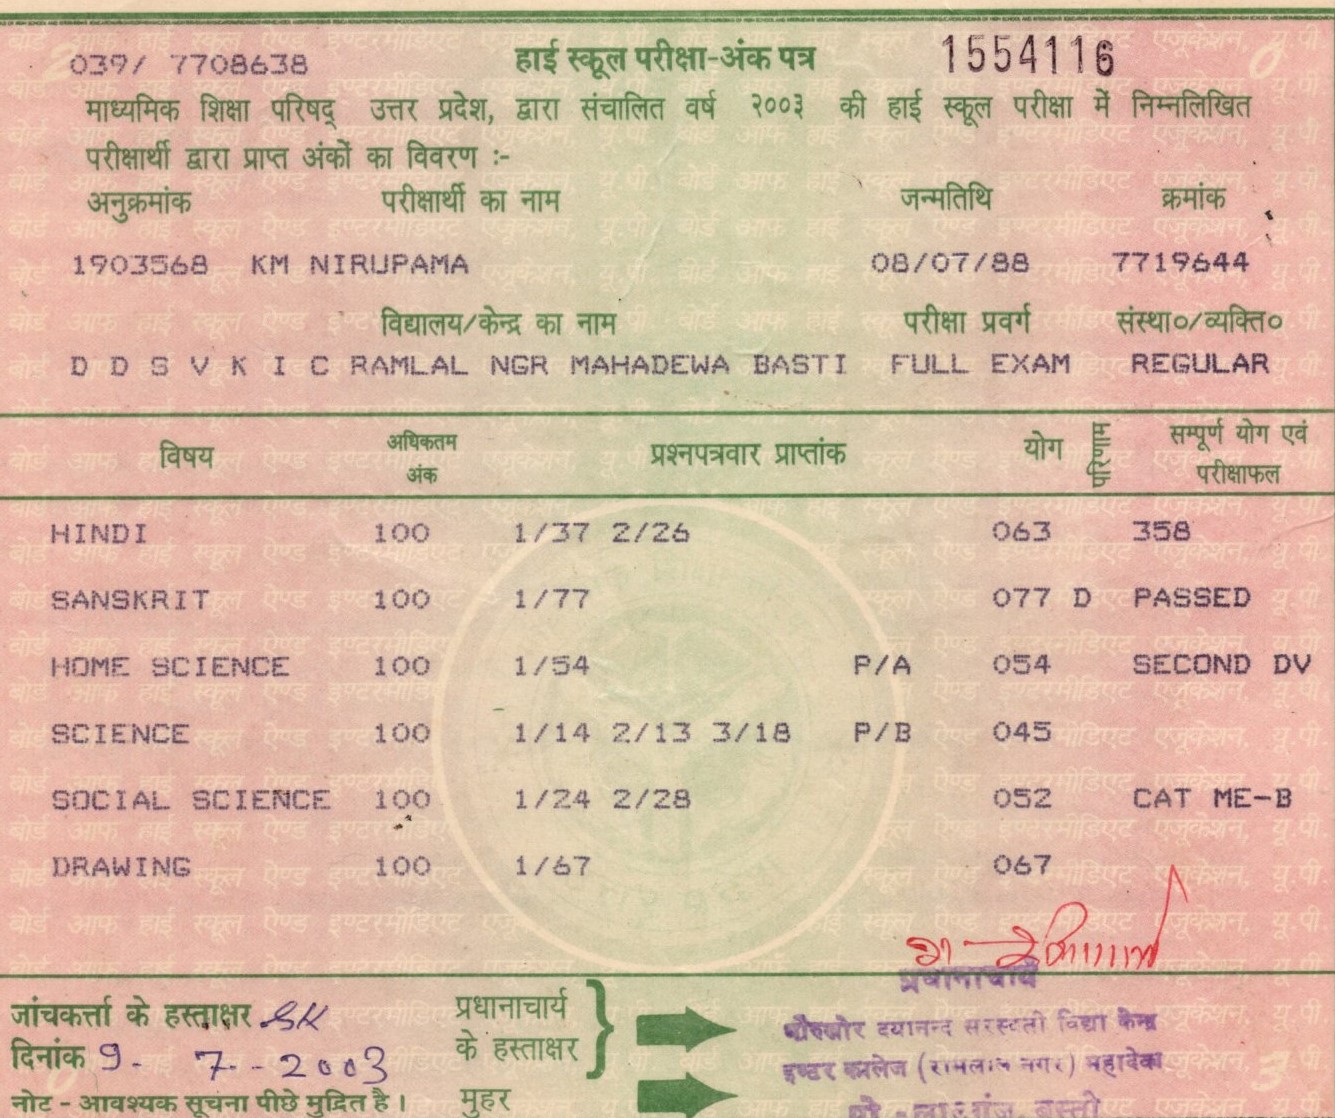 039/ 7708638 हाई स्कूल परीक्षा-अंक पत्र 1554116
माध्यमिक शिक्षा परिषद् उत्तर प्रदेश, द्वारा संचालित वर्ष २००३ की हाई स्कूल परीक्षा में निम्नलिखित
परीक्षार्थी द्वारा प्राप्त अंकों का विवरण :-
अनुक्रमांक परीक्षार्थी का नाम जन्मतिथि क्रमांक
1903568 KM NIRUPAMA 08/07/88 7719644
विद्यालय/केन्द्र का नाम परीक्षा प्रवर्ग संस्था०/व्यक्ति०
D D S V K I C RAMLAL NGR MAHADEWA BASTI FULL EXAM REGULAR
विषय अधिकतम अंक प्रश्नपत्रवार प्राप्तांक योग परिणाम सम्पूर्ण योग एवं परीक्षाफल
HINDI 100 1/37 2/26 063 358
SANSKRIT 100 1/77 077 D PASSED
HOME SCIENCE 100 1/54 P/A 054 SECOND DV
SCIENCE 100 1/14 2/13 3/18 P/B 045
SOCIAL SCIENCE 100 1/24 2/28 052 CAT ME-B
DRAWING 100 1/67 067
प्रधानाचार्य
जांचकर्त्ता के हस्ताक्षर SK प्रधानाचार्य
के हस्ताक्षर
दयानन्द सरस्वती विद्या केन्द्र
दिनांक 9 - 7 - 2003
इण्टर कालेज (रामलाल नगर) महादेवा
नोट - आवश्यक सूचना पीछे मुद्रित है । मुहर
बस्ती